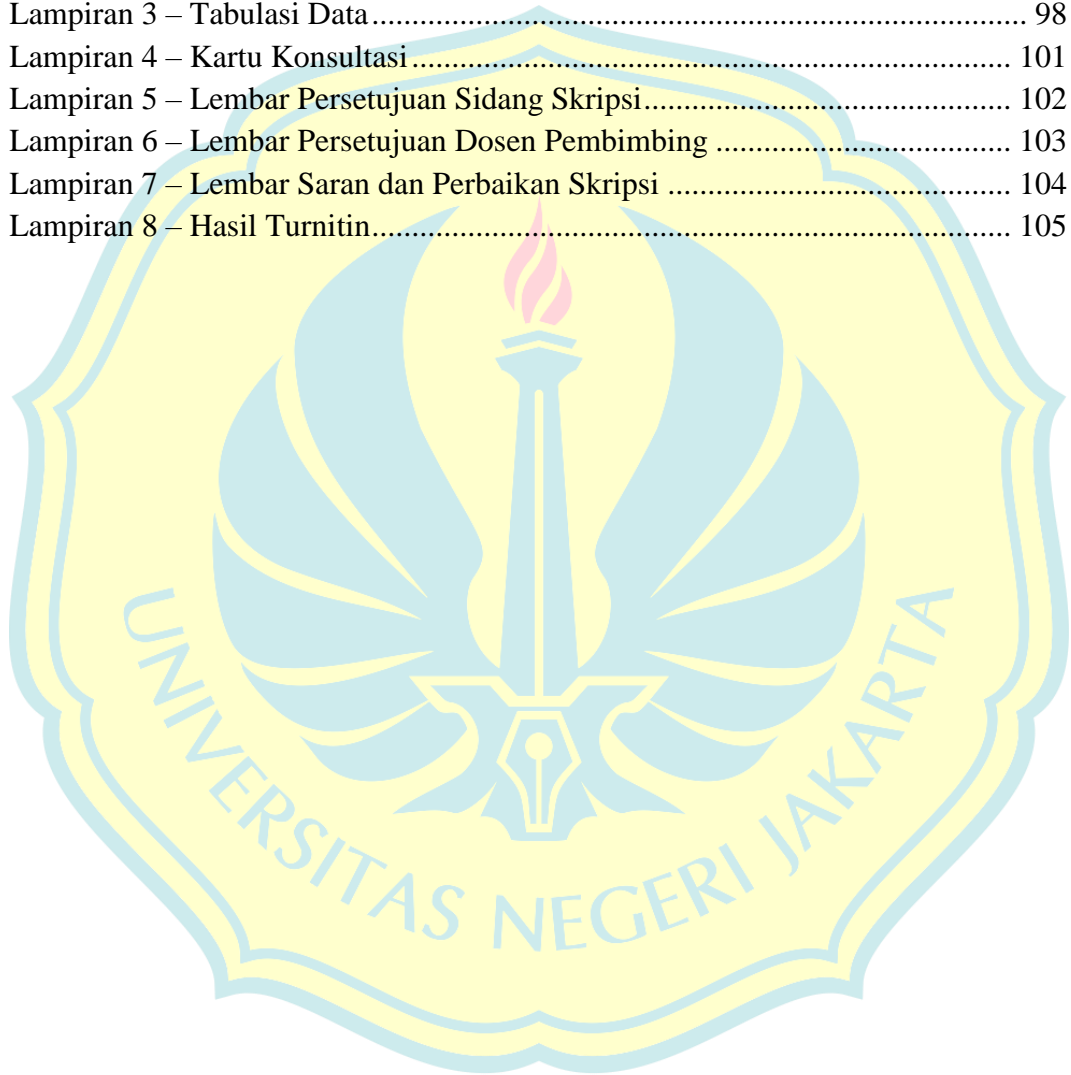 Lampiran 3 – Tabulasi Data.................................................................................. 98
Lampiran 4 – Kartu Konsultasi............................................................................ 101
Lampiran 5 – Lembar Persetujuan Sidang Skripsi.............................................. 102
Lampiran 6 – Lembar Persetujuan Dosen Pembimbing ..................................... 103
Lampiran 7 – Lembar Saran dan Perbaikan Skripsi ........................................... 104
Lampiran 8 – Hasil Turnitin................................................................................. 105
UNIVERSITAS NEGERI JAKARTA